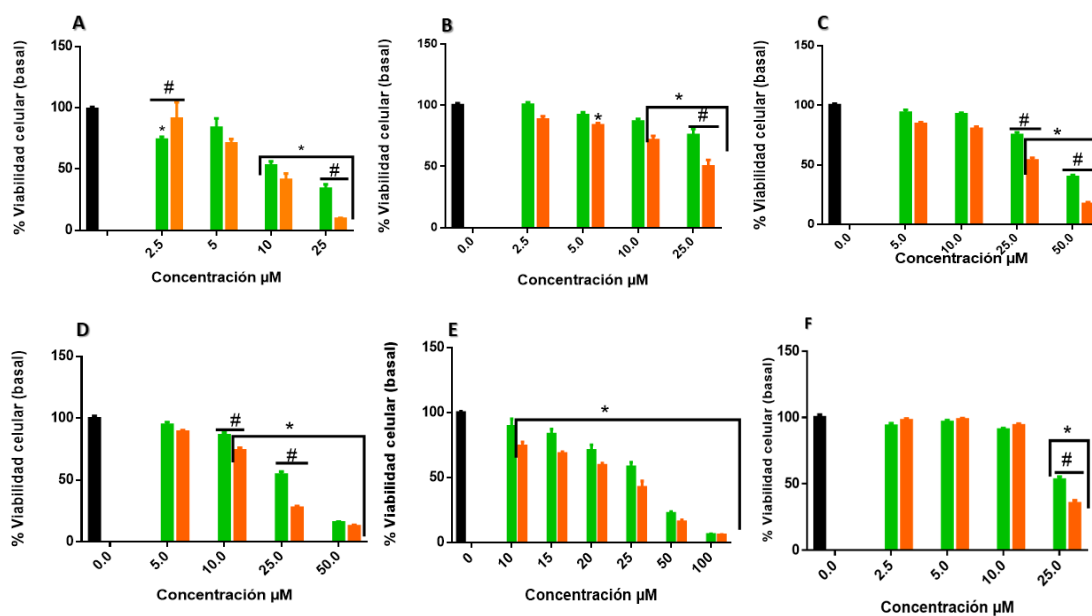 A
% Viabilidad celular (basal)
150
100
50
0
#
*
*
#
2.5 5 10 25
Concentración µM
B
% Viabilidad celular (basal)
150
100
50
0
*
*
#
0.0 2.5 5.0 10.0 25.0
Concentración µM
C
% Viabilidad celular (basal)
150
100
50
0
#
*
#
0.0 5.0 10.0 25.0 50.0
Concentración µM
D
% Viabilidad celular (basal)
150
100
50
0
#
*
#
0.0 5.0 10.0 25.0 50.0
Concentración µM
E
% Viabilidad celular (basal)
150
100
50
0
*
0 10 15 20 25 50 100
Concentración µM
F
% Viabilidad celular (basal)
150
100
50
0
*
#
0.0 2.5 5.0 10.0 25.0
Concentración µM